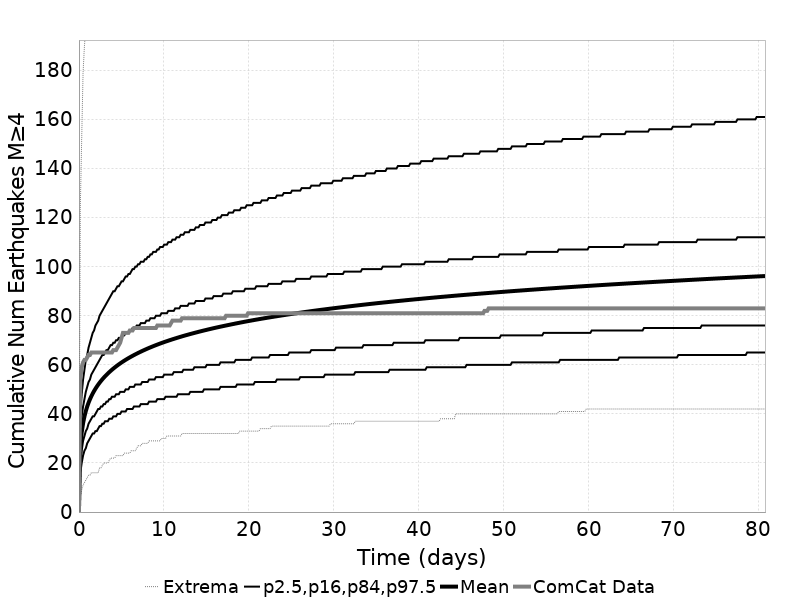 Cumulative Num Earthquakes M≥4
180
160
140
120
100
80
60
40
20
0
0 10 20 30 40 50 60 70 80
Time (days)
Extrema p2.5,p16,p84,p97.5 Mean ComCat Data